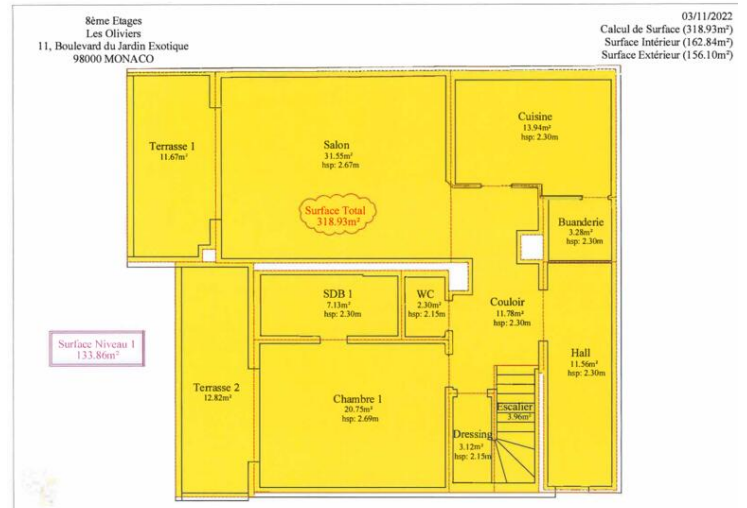 8ème Etages
Les Oliviers
11, Boulevard du Jardin Exotique
98000 MONACO
03/11/2022
Calcul de Surface (318.93m²)
Surface Intérieur (162.84m²)
Surface Extérieur (156.10m²)
Terrasse 1
11.67m²
Salon
31.55m²
hsp: 2.67m
Cuisine
13.94m²
hsp: 2.30m
Surface Total
318.93m²
Buanderie
3.28m²
hsp: 2.30m
SDB 1
7.13m²
hsp: 2.30m
WC
2.30m²
hsp: 2.15m
Couloir
11.78m²
hsp: 2.30m
Surface Niveau 1
133.86m²
Hall
11.56m²
hsp: 2.30m
Terrasse 2
12.82m²
Chambre 1
20.75m²
hsp: 2.69m
Escalier
3.96m²
Dressing
3.12m²
hsp: 2.15m